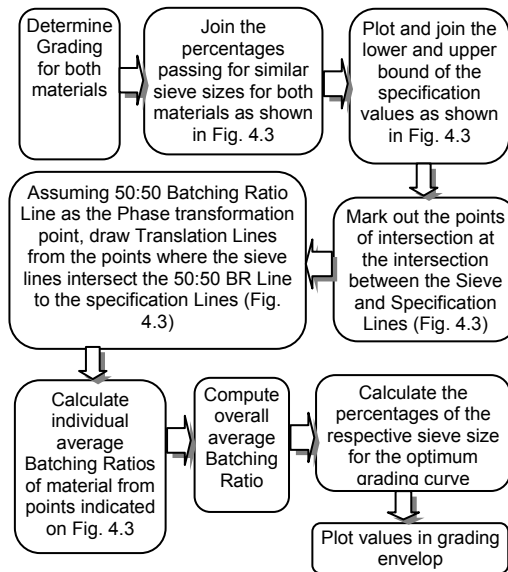 Determine
Grading
for both
materials
Join the
percentages
passing for similar
sieve sizes for both
materials as shown
in Fig. 4.3
Plot and join the
lower and upper
bound of the
specification
values as shown
in Fig. 4.3
Mark out the points
of intersection at
the intersection
between the Sieve
and Specification
Lines (Fig. 4.3)
Assuming 50:50 Batching Ratio
Line as the Phase transformation
point, draw Translation Lines
from the points where the sieve
lines intersect the 50:50 BR Line
to the specification Lines (Fig.
4.3)
Calculate
individual
average
Batching Ratios
of material from
points indicated
on Fig. 4.3
Compute
overall
average
Batching
Ratio
Calculate the
percentages of the
respective sieve size
for the optimum
grading curve
Plot values in grading
envelop